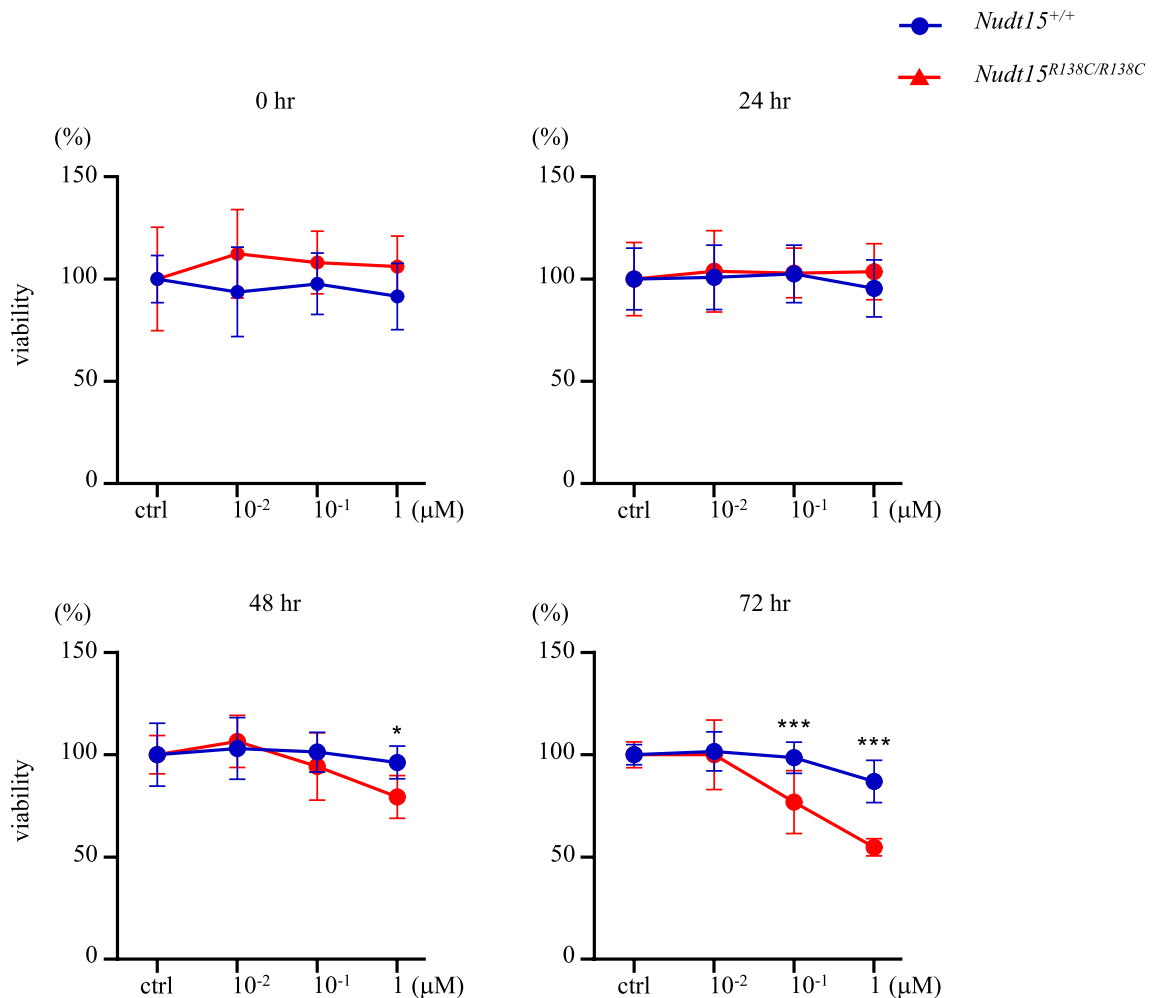 Nudt15+/+
Nudt15R138C/R138C
0 hr
24 hr
(%)
(%)
150
100
50
0
viability
ctrl 10-2 10-1 1 (μM)
150
100
50
0
ctrl 10-2 10-1 1 (μM)
48 hr
72 hr
(%)
(%)
150
100
50
0
viability
*
ctrl 10-2 10-1 1 (μM)
150
100
50
0
***
***
ctrl 10-2 10-1 1 (μM)